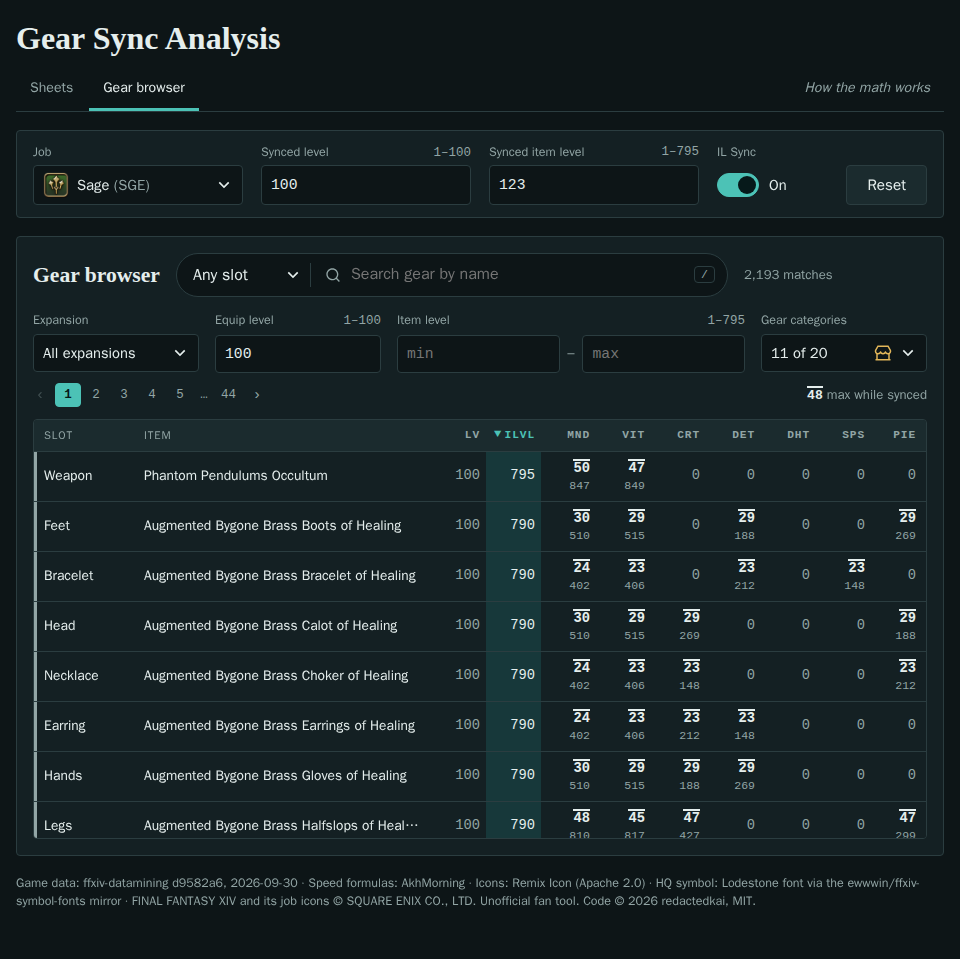 Gear Sync Analysis
Sheets Gear browser How the math works
Job Synced level 1–100 Synced item level 1–795 IL Sync
Sage (SGE) 100 123 On Reset
Gear browser Any slot Search gear by name / 2,193 matches
Expansion Equip level 1–100 Item level 1–795 Gear categories
All expansions 100 min – max 11 of 20
‹ 1 2 3 4 5 … 44 › 48 max while synced
SLOT ITEM LV ▼ILVL MND VIT CRT DET DHT SPS PIE
Weapon Phantom Pendulums Occultum 100 795 50 47 0 0 0 0 0
847 849
Feet Augmented Bygone Brass Boots of Healing 100 790 30 29 0 29 0 0 29
510 515 188 269
Bracelet Augmented Bygone Brass Bracelet of Healing 100 790 24 23 0 23 0 23 0
402 406 212 148
Head Augmented Bygone Brass Calot of Healing 100 790 30 29 29 0 0 0 29
510 515 269 188
Necklace Augmented Bygone Brass Choker of Healing 100 790 24 23 23 0 0 0 23
402 406 148 212
Earring Augmented Bygone Brass Earrings of Healing 100 790 24 23 23 23 0 0 0
402 406 212 148
Hands Augmented Bygone Brass Gloves of Healing 100 790 30 29 29 29 0 0 0
510 515 188 269
Legs Augmented Bygone Brass Halfslops of Heal··· 100 790 48 45 47 0 0 0 47
810 817 427 299
Game data: ffxiv-datamining d9582a6, 2026-09-30 · Speed formulas: AkhMorning · Icons: Remix Icon (Apache 2.0) · HQ symbol: Lodestone font via the ewwwin/ffxiv-
symbol-fonts mirror · FINAL FANTASY XIV and its job icons © SQUARE ENIX CO., LTD. Unofficial fan tool. Code © 2026 redactedkai, MIT.